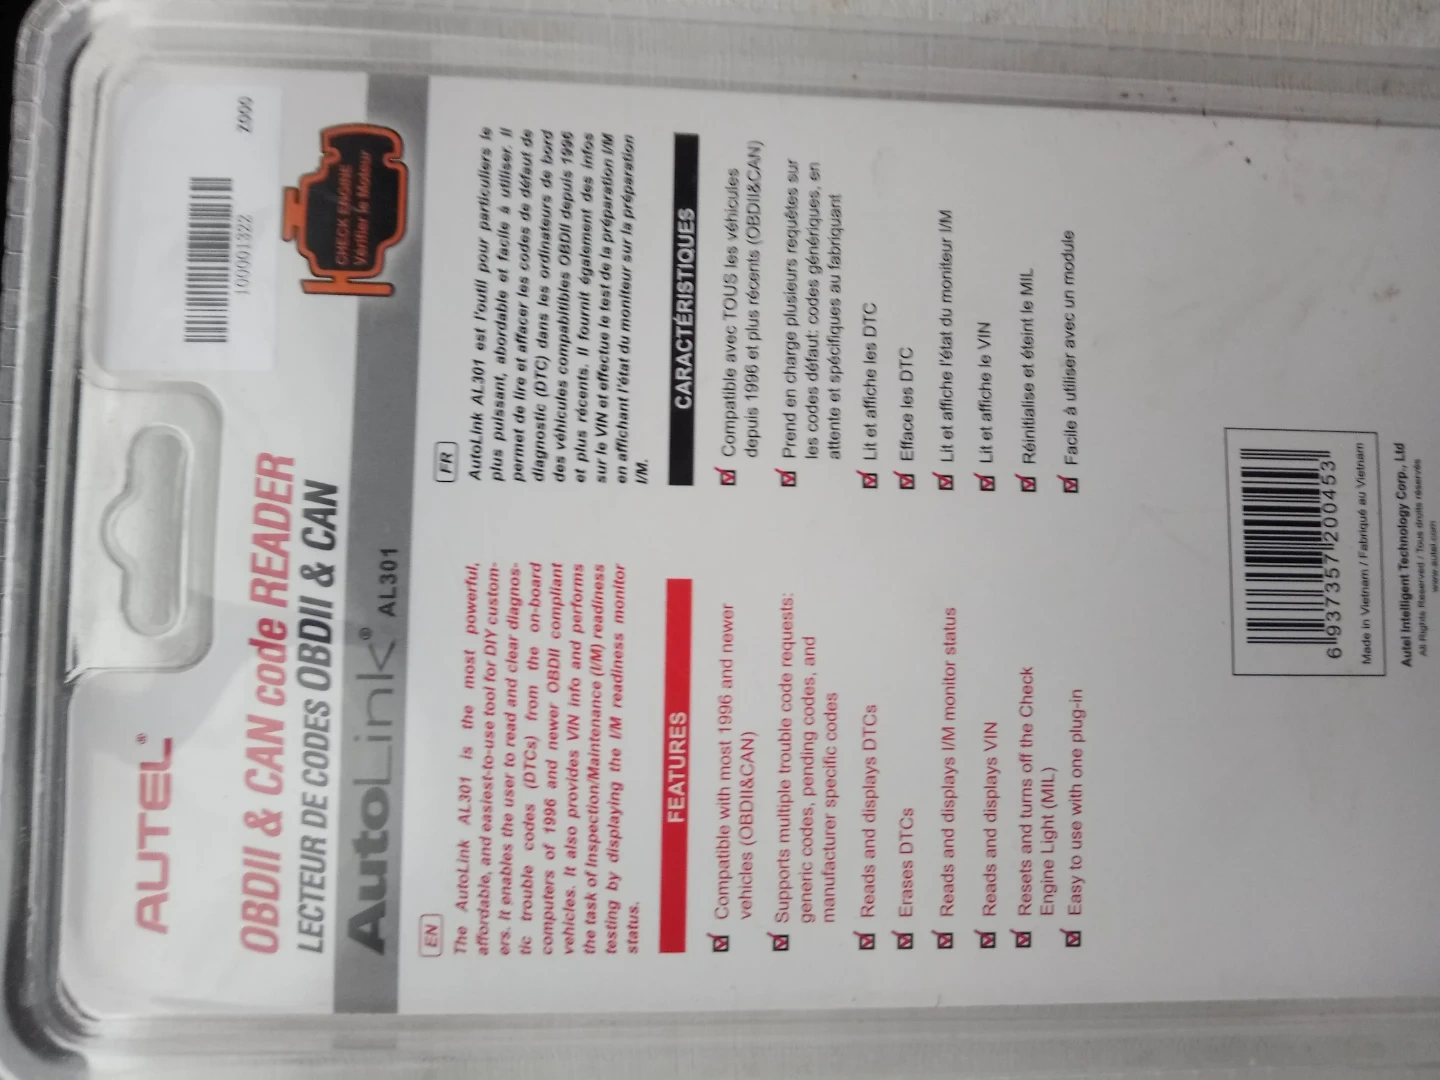 AUTEL®
100001322
2999
OBDII & CAN code READER
LECTEUR DE CODES OBDII & CAN
AutoLink® AL301
CHECK ENGINE
Vérifier le Moteur
EN
The AutoLink AL301 is the most powerful,
affordable, and easiest-to-use tool for DIY custom-
ers. It enables the user to read and clear diagnos-
tic trouble codes (DTCs) from the on-board
computers of 1996 and newer OBDII compliant
vehicles. It also provides VIN info and performs
the task of Inspection/Maintenance (I/M) readiness
testing by displaying the I/M readiness monitor
status.
FEATURES
Compatible with most 1996 and newer
vehicles (OBDII&CAN)
Supports multiple trouble code requests:
generic codes, pending codes, and
manufacturer specific codes
Reads and displays DTCs
Erases DTCs
Reads and displays I/M monitor status
Reads and displays VIN
Resets and turns off the Check
Engine Light (MIL)
Easy to use with one plug-in
FR
AutoLink AL301 est l'outil pour particuliers le
plus puissant, abordable et facile à utiliser. Il
permet de lire et affacer les codes de défaut de
diagnostic (DTC) dans les ordinateurs de bord
des véhicules compabitibles OBDII depuis 1996
et plus récents. Il fournit également des infos
sur le VIN et effectue le test de la préparation I/M
en affichant l'état du moniteur sur la préparation
I/M.
CARACTÉRISTIQUES
Compatible avec TOUS les véhicules
depuis 1996 et plus récents (OBDII&CAN)
Prend en charge plusieurs requêtes sur
les codes défaut: codes génériques, en
attente et spécifiques au fabriquant
Lit et affiche les DTC
Efface les DTC
Lit et affiche l'état du moniteur I/M
Lit et affiche le VIN
Réinitialise et éteint le MIL
Facile à utiliser avec un module
6 937357 200453
Made in Vietnam / Fabriqué au Vietnam
Autel Intelligent Technology Corp., Ltd
All Rights Reserved / Tous droits réservés
www.autel.com